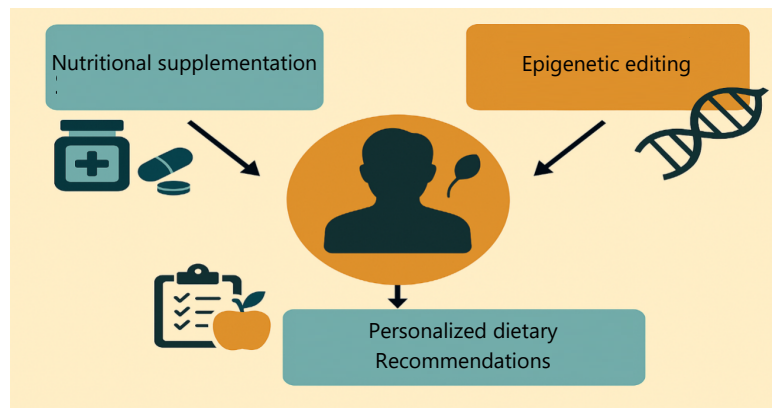 Nutritional supplementation
Epigenetic editing
Personalized dietary
Recommendations